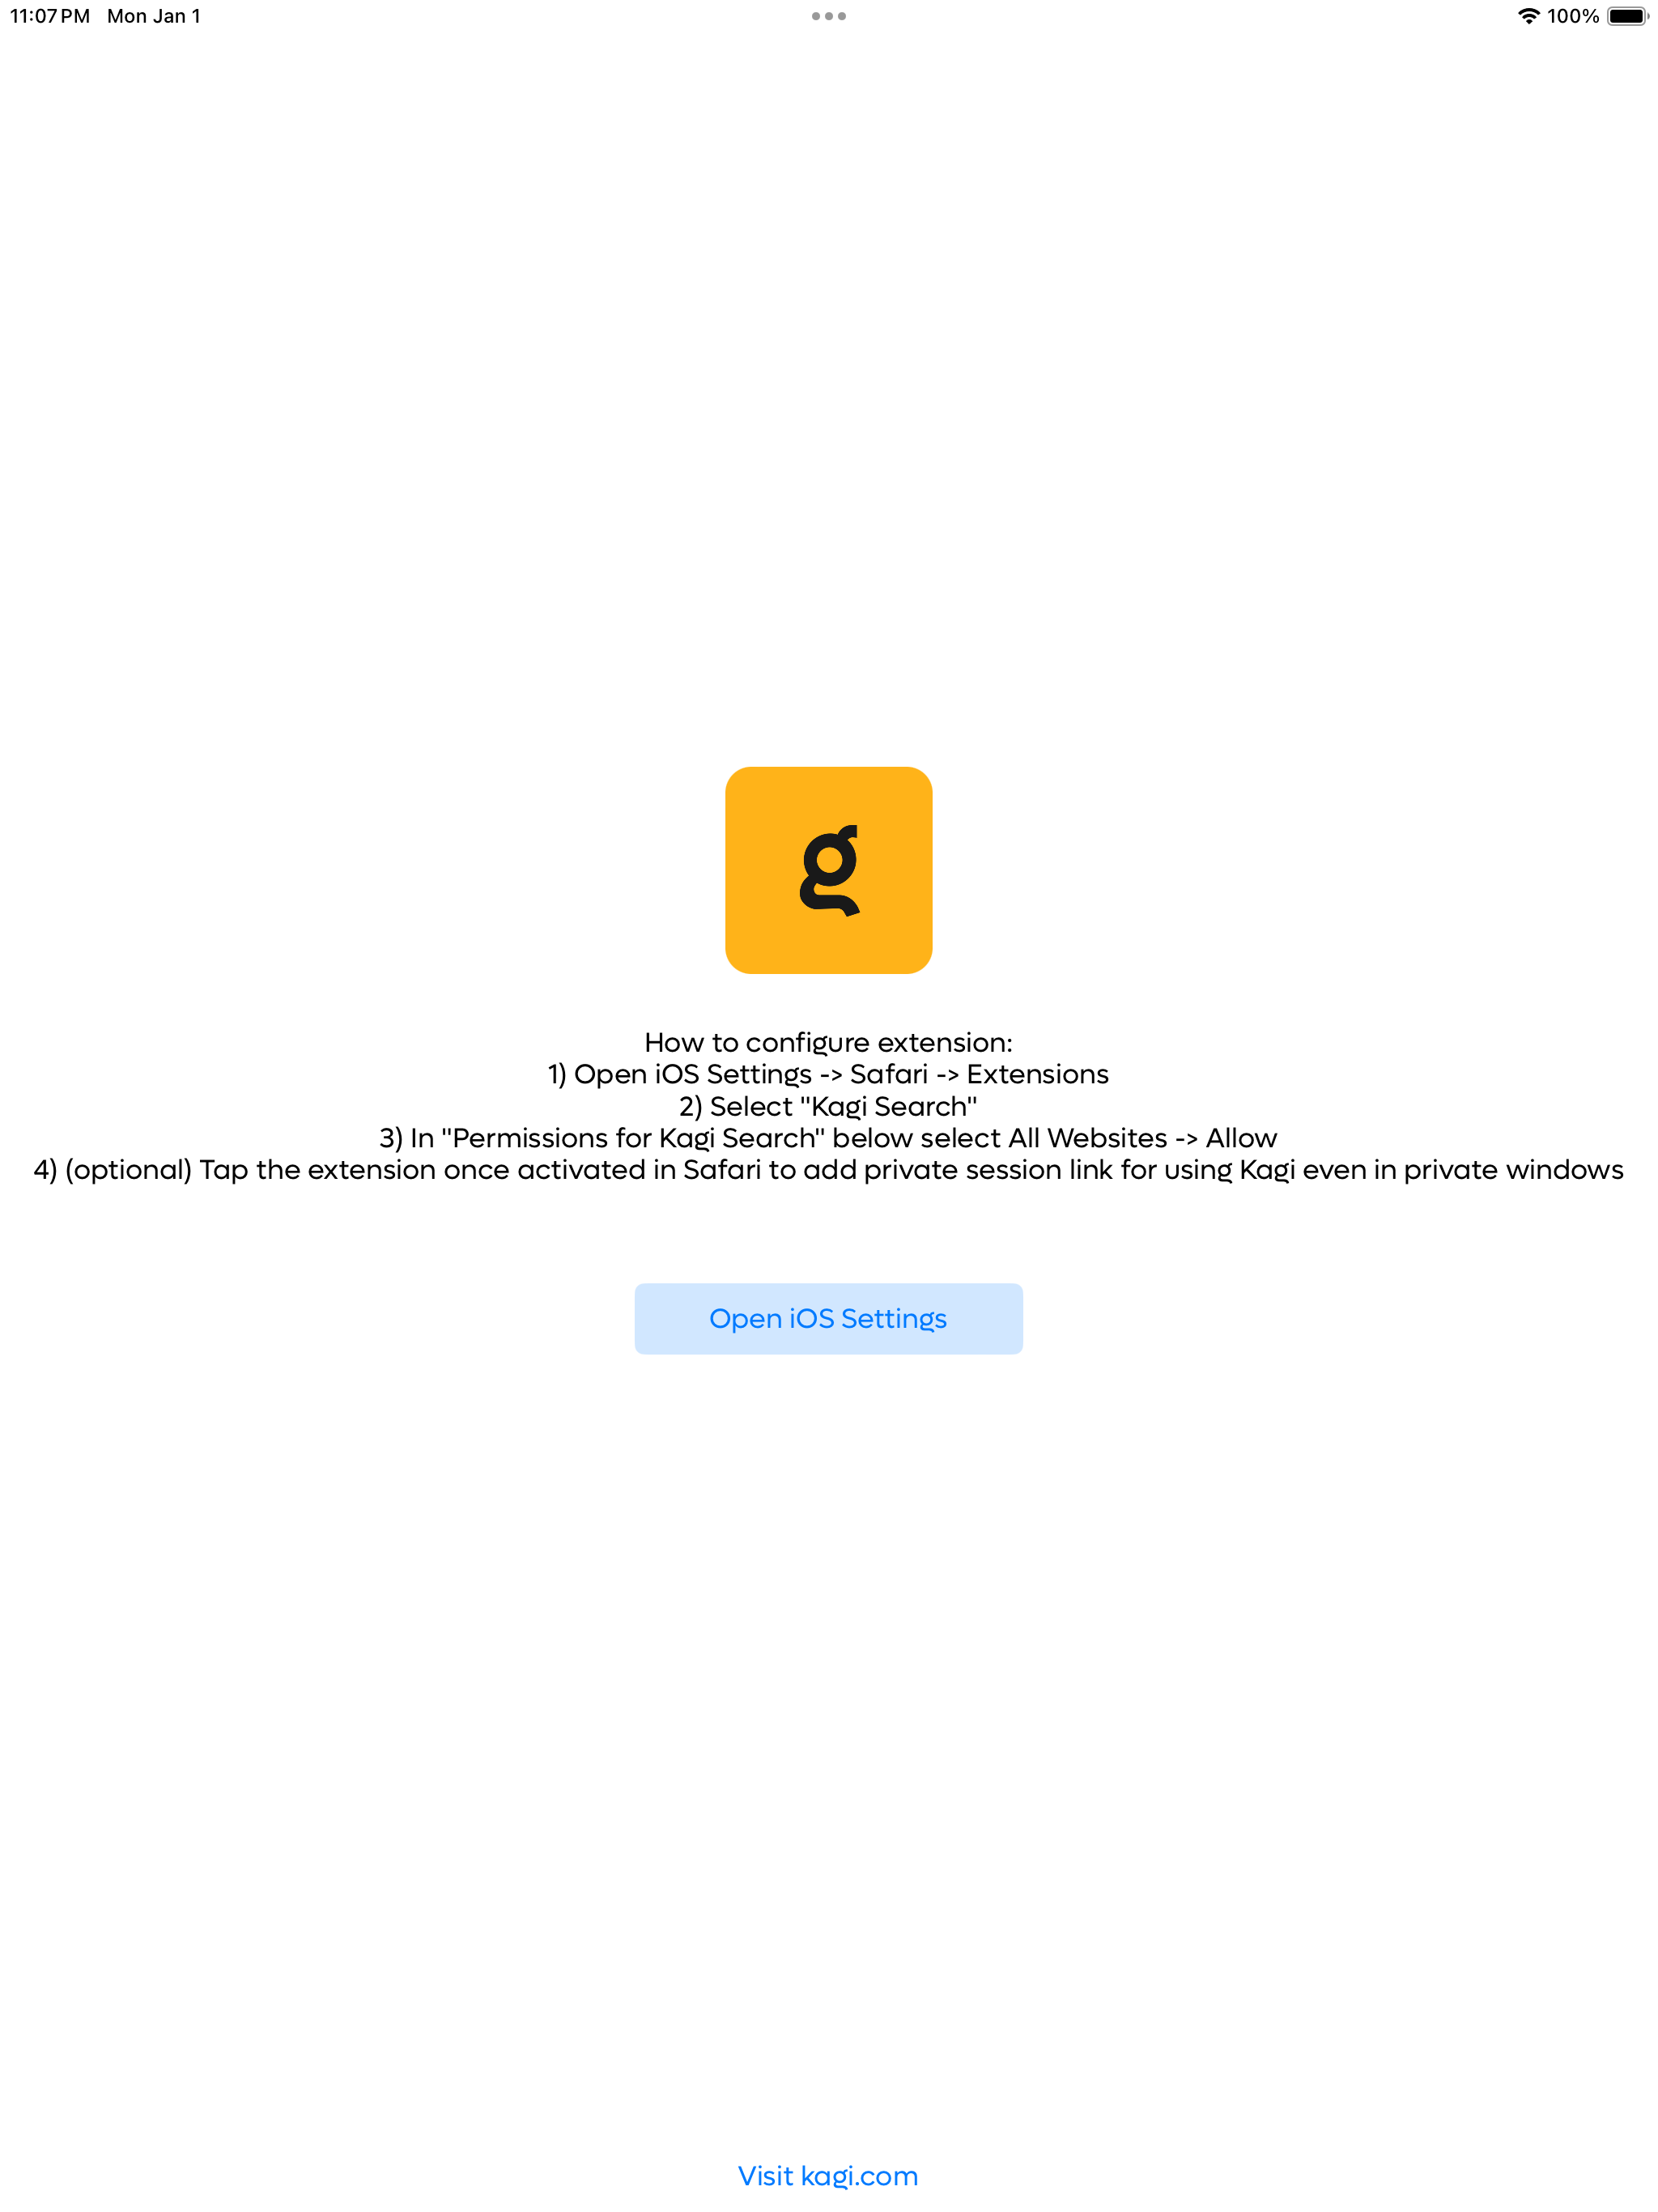 11:07 PM Mon Jan 1 100%
g
How to configure extension:
1) Open iOS Settings -> Safari -> Extensions
2) Select "Kagi Search"
3) In "Permissions for Kagi Search" below select All Websites -> Allow
4) (optional) Tap the extension once activated in Safari to add private session link for using Kagi even in private windows
Open iOS Settings
Visit kagi.com